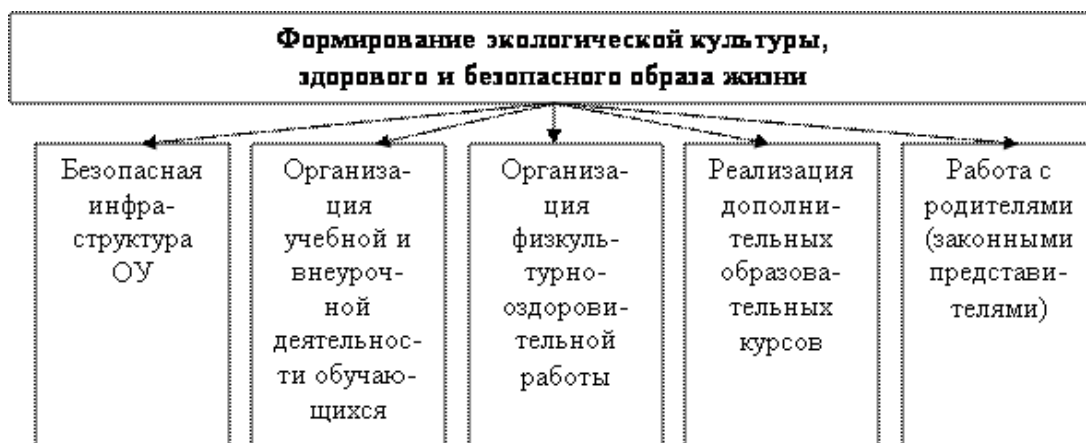 Формирование экологической культуры,
здорового и безопасного образа жизни
Безопасная
инфра-
структура
ОУ
Организа-
ция
учебной и
внеуроч-
ной
деятельнос-
ти обучаю-
щихся
Организа-
ция
физкуль-
турно-
оздорови-
тельной
работы
Реализация
дополни-
тельных
образова-
тельных
курсов
Работа с
родителями
(законными
представи-
телями)